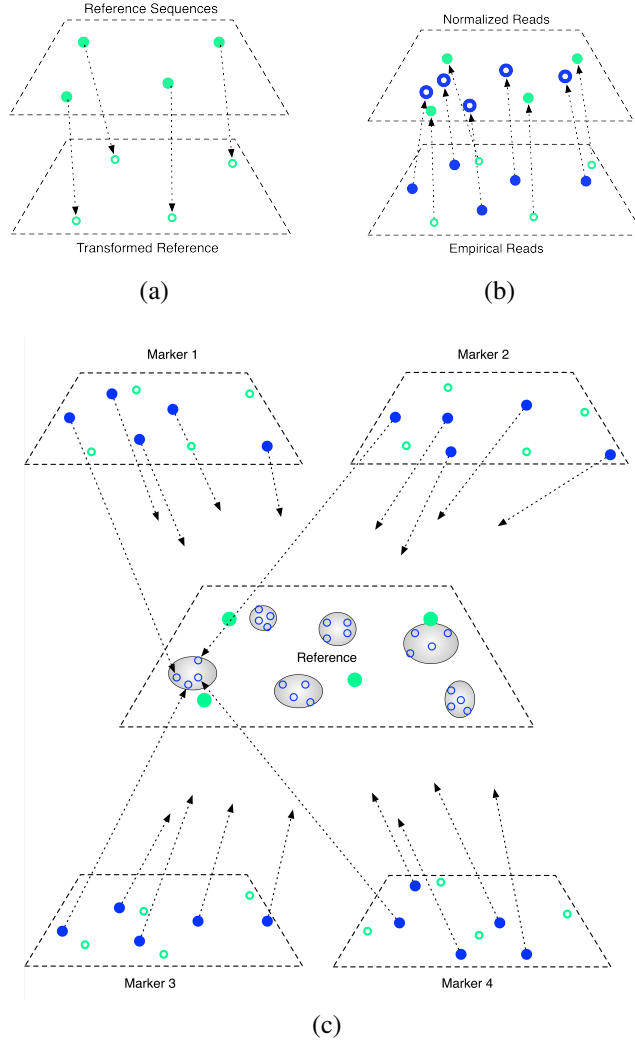 Reference Sequences
Normalized Reads
Transformed Reference
Empirical Reads
(a)
(b)
Marker 1
Marker 2
Reference
Marker 3
Marker 4
(c)